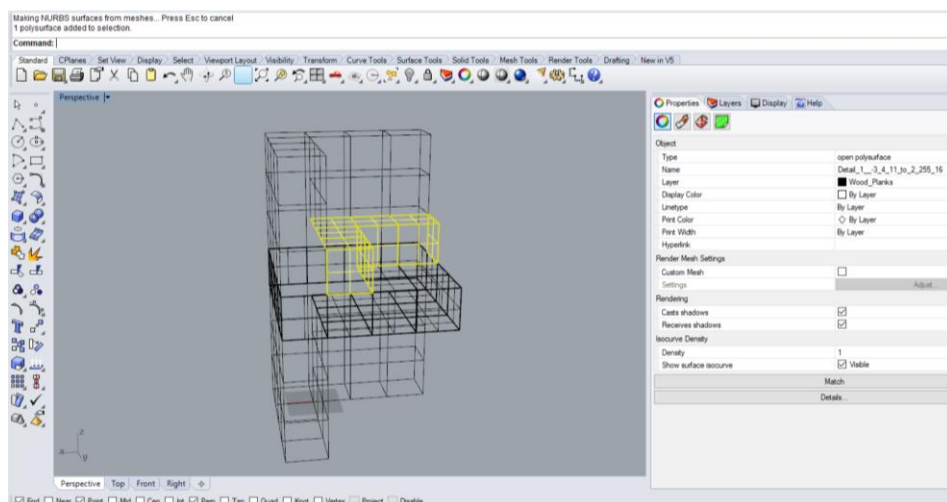 Making NURBS surfaces from meshes... Press Esc to cancel
1 polysurface added to selection.
Command:
Standard CPlanes Set View Display Select Viewport Layout Visibility Transform Curve Tools Surface Tools Solid Tools Mesh Tools Render Tools Drafting New in V5
Perspective
Properties Layers Display Help
Object
Type open polysurface
Name Detail_1__-3_4_11_to_2_255_16
Layer Wood_Planks
Display Color By Layer
Linetype By Layer
Print Color By Layer
Print Width By Layer
Hyperlink
Render Mesh Settings
Custom Mesh
Settings Adjust...
Rendering
Casts shadows
Receives shadows
Isocurve Density
Density 1
Show surface isocurve Visible
Match
Details...
z
x y
Perspective Top Front Right
End Near Point Mid Cen Int Perp Tan Quad Knot Vertex Project Disable